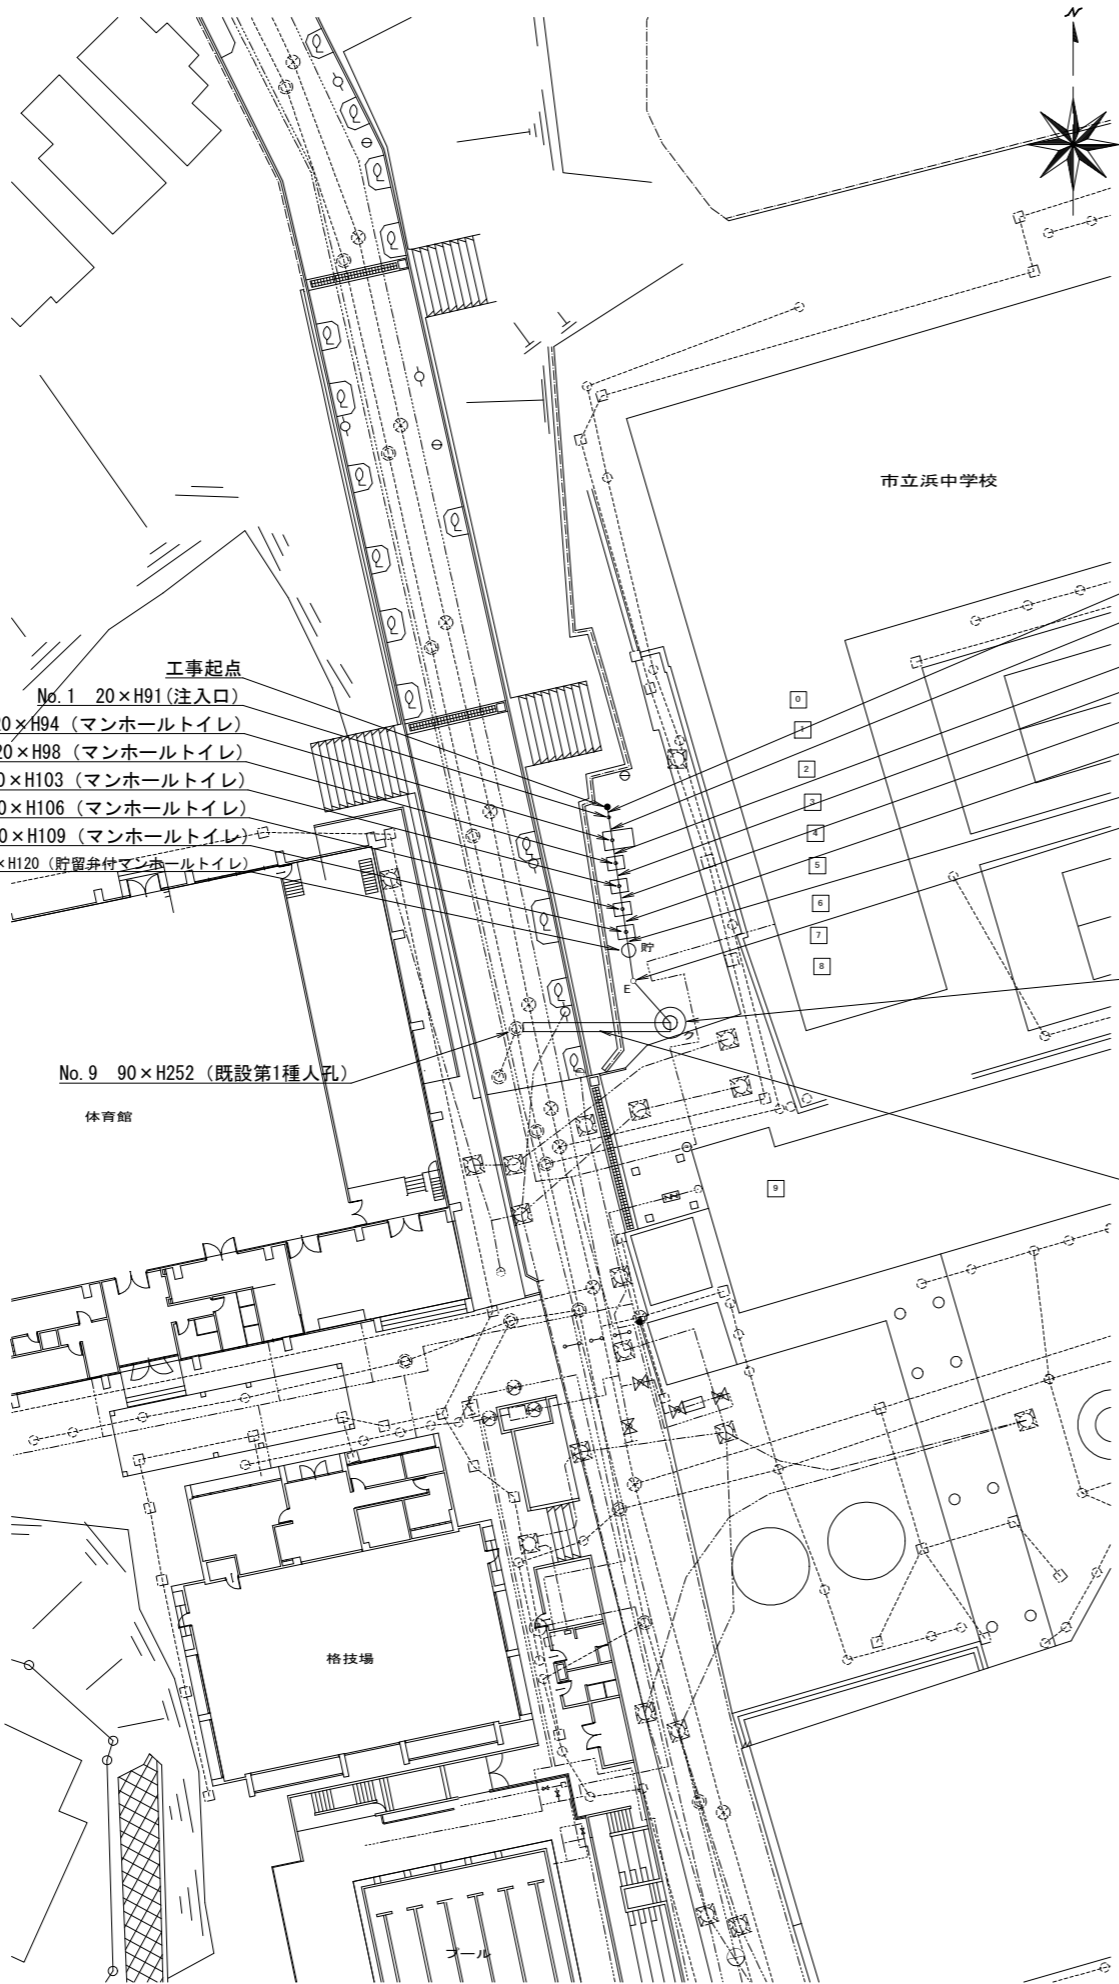 N
市立浜中学校
工事起点
No.1 20×H91(注入口)
20×H94 (マンホールトイレ)
20×H98 (マンホールトイレ)
0×H103 (マンホールトイレ)
0×H106 (マンホールトイレ)
0×H109 (マンホールトイレ)
×H120 (貯留弁付マンホールトイレ)
0
1
2
3
4
5
6
7
8
貯
E
No.9 90×H252 (既設第1種人孔)
体育館
9
格技場
プール